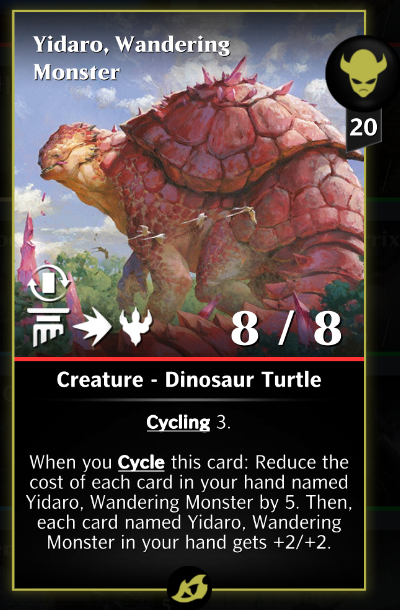 Yidaro, Wandering
Monster
20
8 / 8
Creature - Dinosaur Turtle
Cycling 3.
When you Cycle this card: Reduce the
cost of each card in your hand named
Yidaro, Wandering Monster by 5. Then,
each card named Yidaro, Wandering
Monster in your hand gets +2/+2.